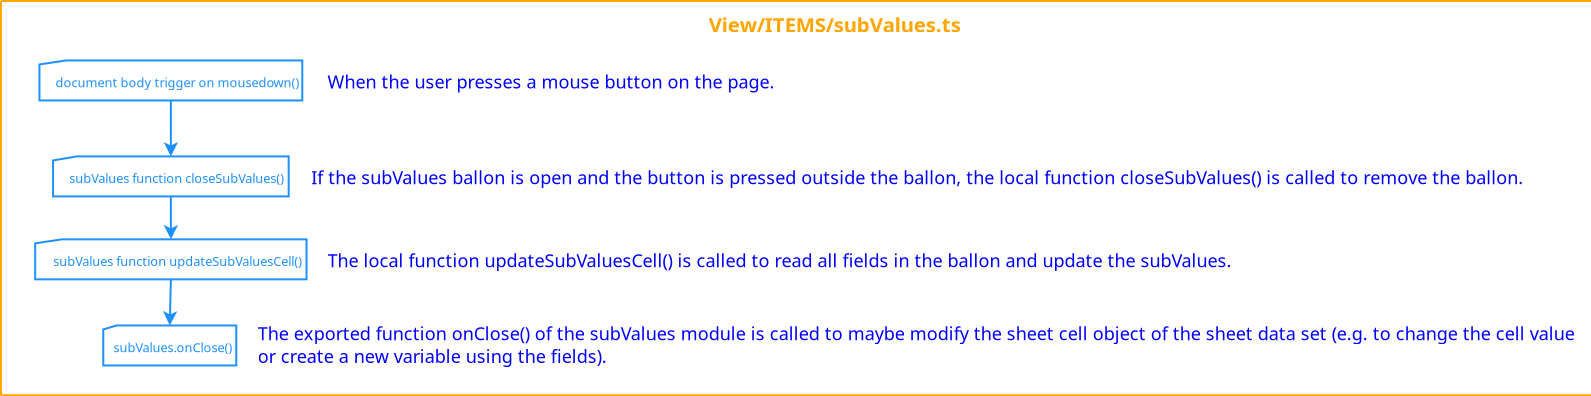 View/ITEMS/subValues.ts
document body trigger on mousedown()
When the user presses a mouse button on the page.
subValues function closeSubValues()
If the subValues ballon is open and the button is pressed outside the ballon, the local function closeSubValues() is called to remove the ballon.
subValues function updateSubValuesCell()
The local function updateSubValuesCell() is called to read all fields in the ballon and update the subValues.
subValues.onClose()
The exported function onClose() of the subValues module is called to maybe modify the sheet cell object of the sheet data set (e.g. to change the cell value
or create a new variable using the fields).